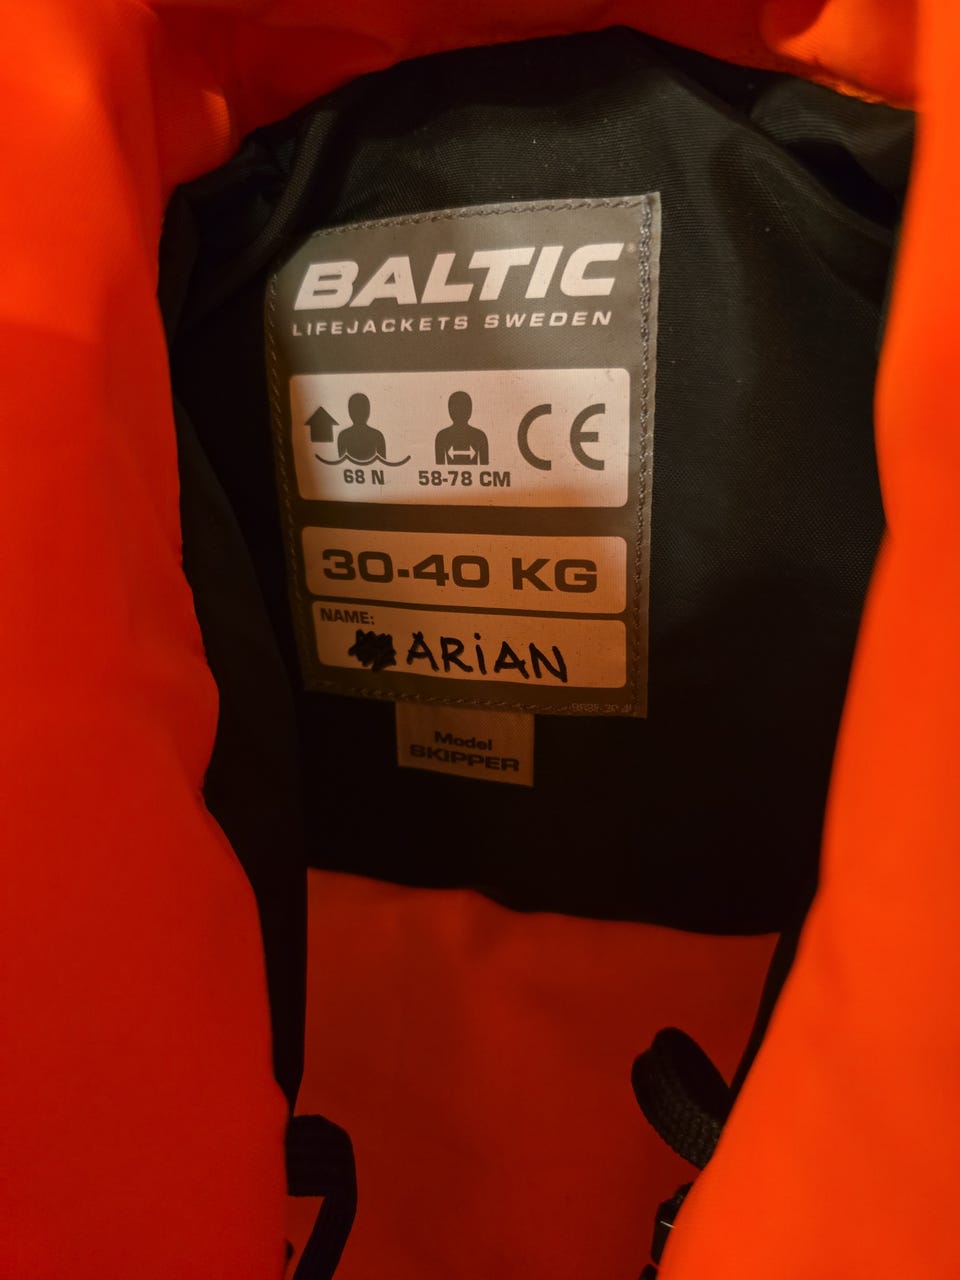 BALTIC
LIFEJACKETS SWEDEN
68 N
58-78 CM
CE
30-40 KG
NAME:
ARiAN
Model
SKIPPER